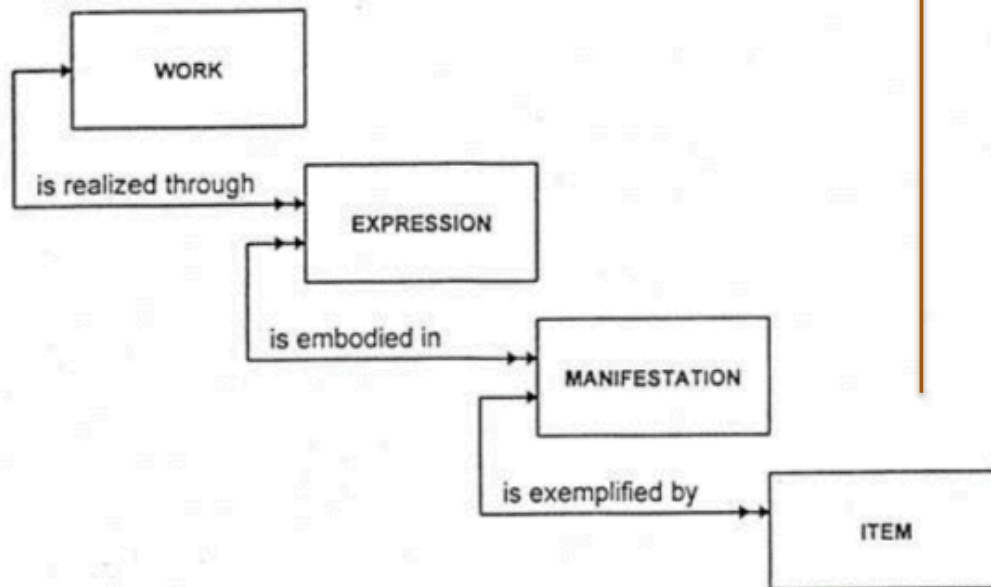 WORK
is realized through
EXPRESSION
is embodied in
MANIFESTATION
is exemplified by
ITEM